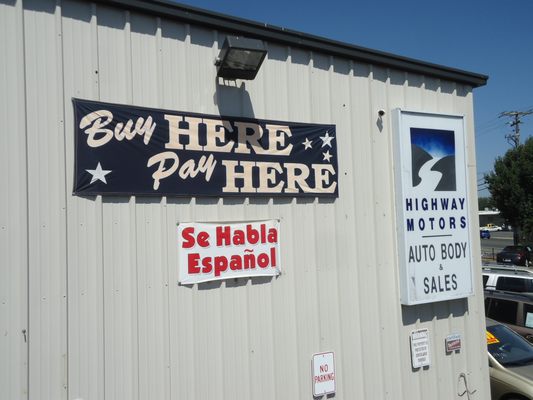 Buy HERE
Pay HERE
Se Habla
Español
HIGHWAY
MOTORS
AUTO BODY
&
SALES
NO
PARKING